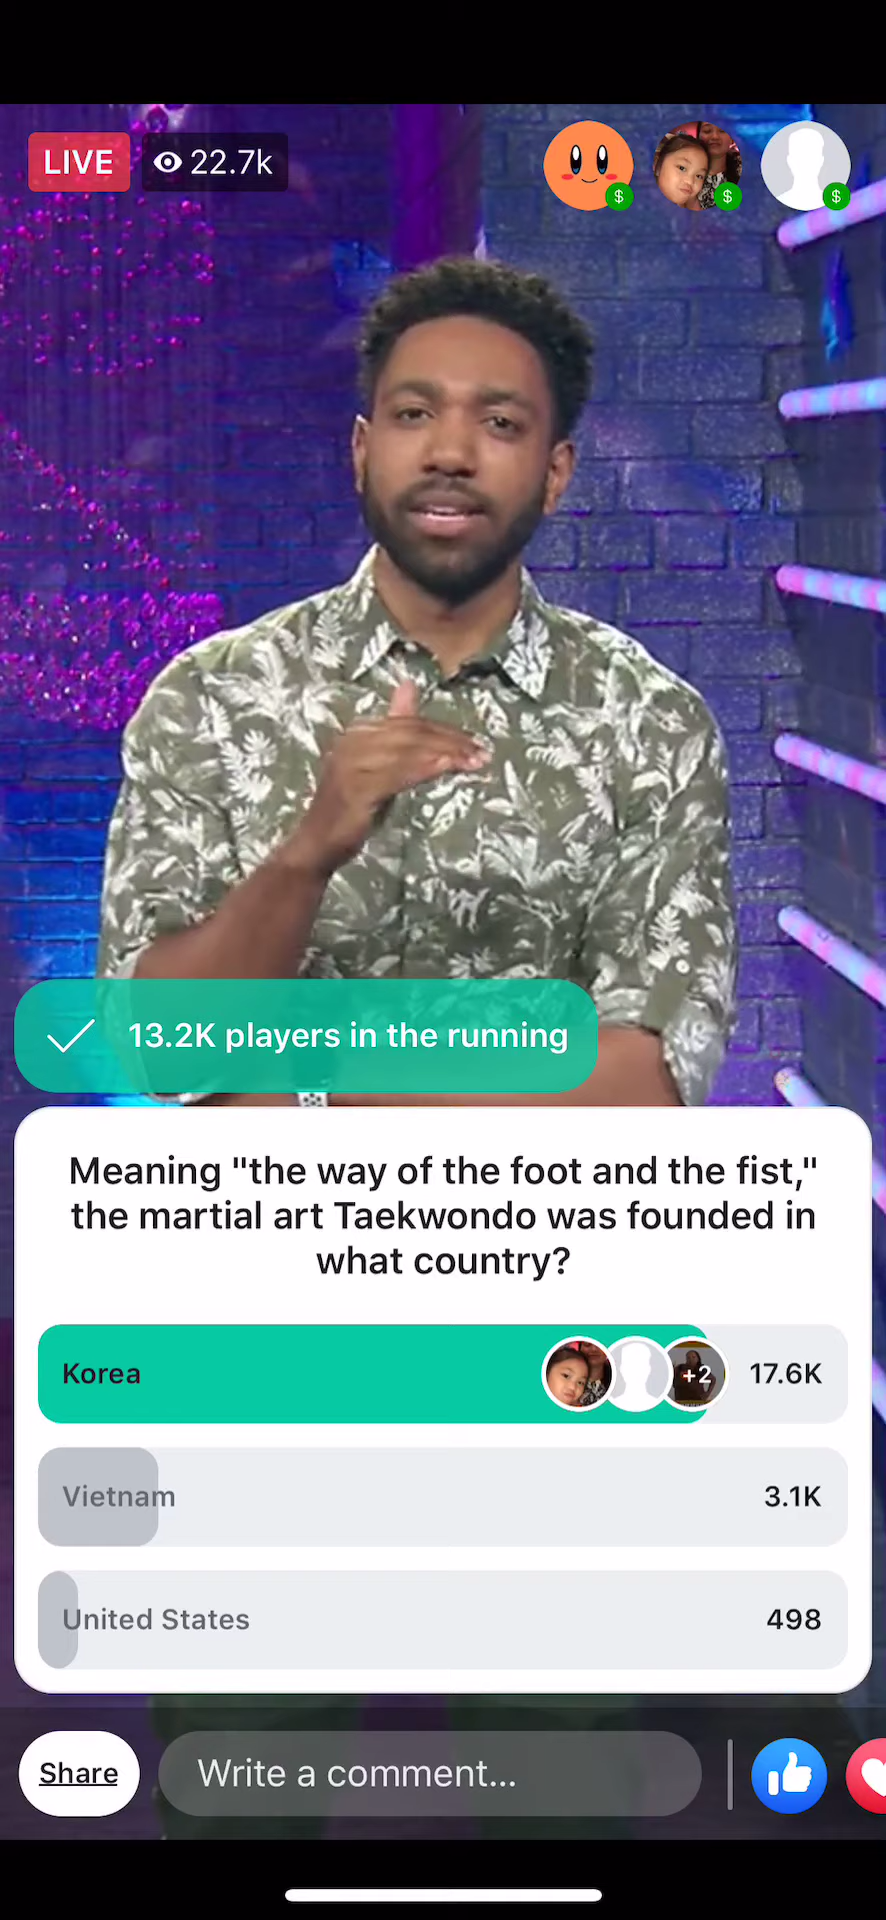 LIVE 22.7k
$ $ $
13.2K players in the running
Meaning "the way of the foot and the fist,"
the martial art Taekwondo was founded in
what country?
Korea +2 17.6K
Vietnam 3.1K
United States 498
Share Write a comment...